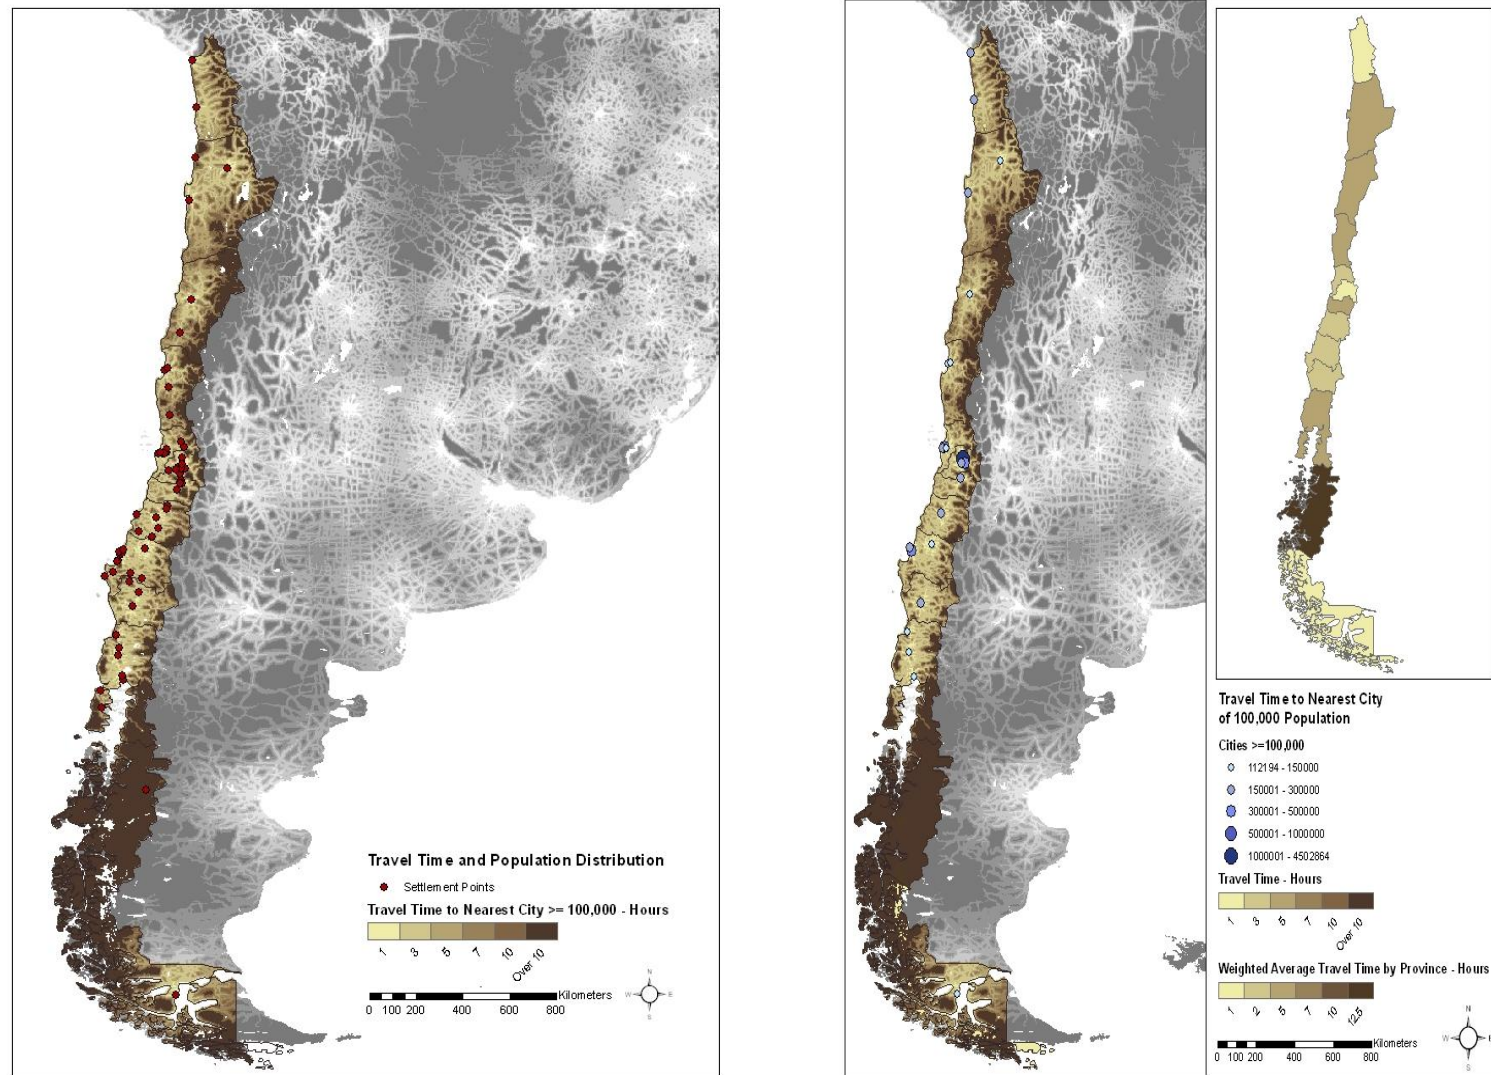 Travel Time and Population Distribution
Settlement Points
Travel Time to Nearest City >= 100,000 - Hours
1 3 5 7 10 Over 10
Kilometers
0 100 200 400 600 800
N
W E
S
Travel Time to Nearest City
of 100,000 Population
Cities >=100,000
112194 - 150000
150001 - 300000
300001 - 500000
500001 - 1000000
1000001 - 4502864
Travel Time - Hours
1 3 5 7 10 Over 10
Weighted Average Travel Time by Province - Hours
1 2 5 7 10 12.5
Kilometers
0 100 200 400 600 800
N
W E
S